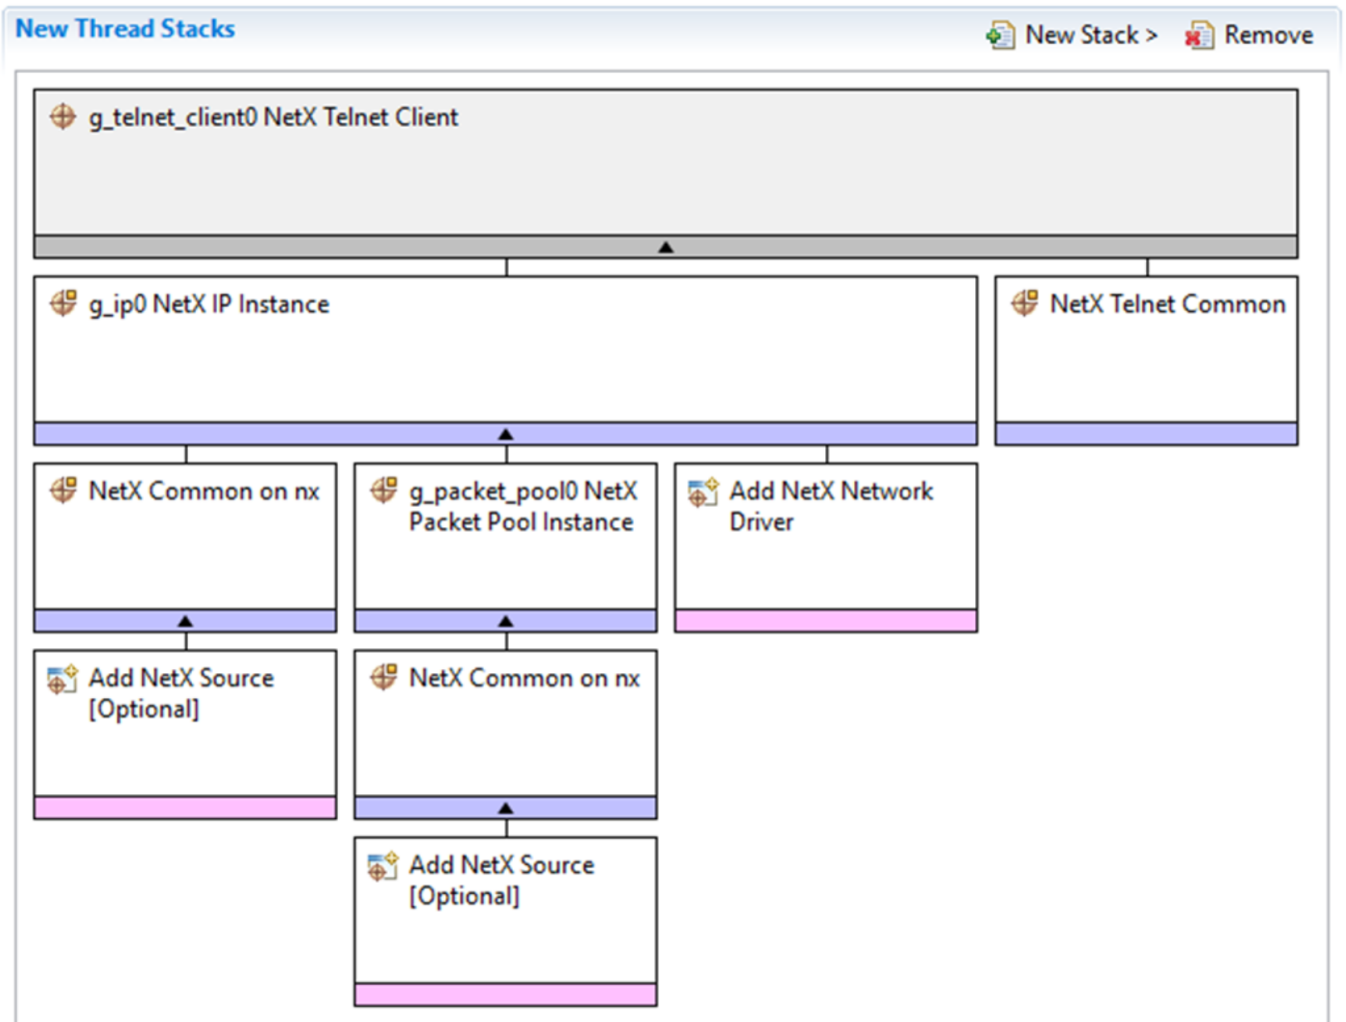 New Thread Stacks
New Stack >
Remove
g_telnet_client0 NetX Telnet Client
g_ip0 NetX IP Instance
NetX Telnet Common
NetX Common on nx
g_packet_pool0 NetX
Packet Pool Instance
Add NetX Network
Driver
Add NetX Source
[Optional]
NetX Common on nx
Add NetX Source
[Optional]